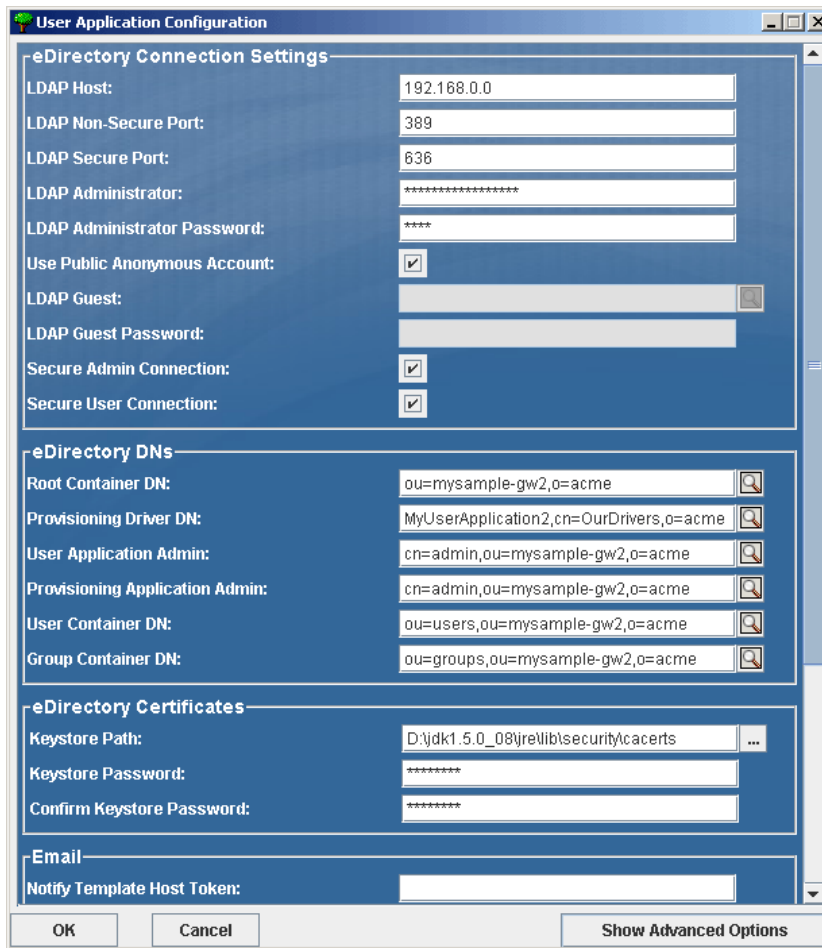 User Application Configuration
eDirectory Connection Settings
LDAP Host: 192.168.0.0
LDAP Non-Secure Port: 389
LDAP Secure Port: 636
LDAP Administrator: *****************
LDAP Administrator Password: ****
Use Public Anonymous Account:
LDAP Guest:
LDAP Guest Password:
Secure Admin Connection:
Secure User Connection:
eDirectory DNs
Root Container DN: ou=mysample-gw2,o=acme
Provisioning Driver DN: MyUserApplication2,cn=OurDrivers,o=acme
User Application Admin: cn=admin,ou=mysample-gw2,o=acme
Provisioning Application Admin: cn=admin,ou=mysample-gw2,o=acme
User Container DN: ou=users,ou=mysample-gw2,o=acme
Group Container DN: ou=groups,ou=mysample-gw2,o=acme
eDirectory Certificates
Keystore Path: D:\jdk1.5.0_08\jre\lib\security\cacerts ...
Keystore Password: ********
Confirm Keystore Password: ********
Email
Notify Template Host Token:
OK Cancel Show Advanced Options